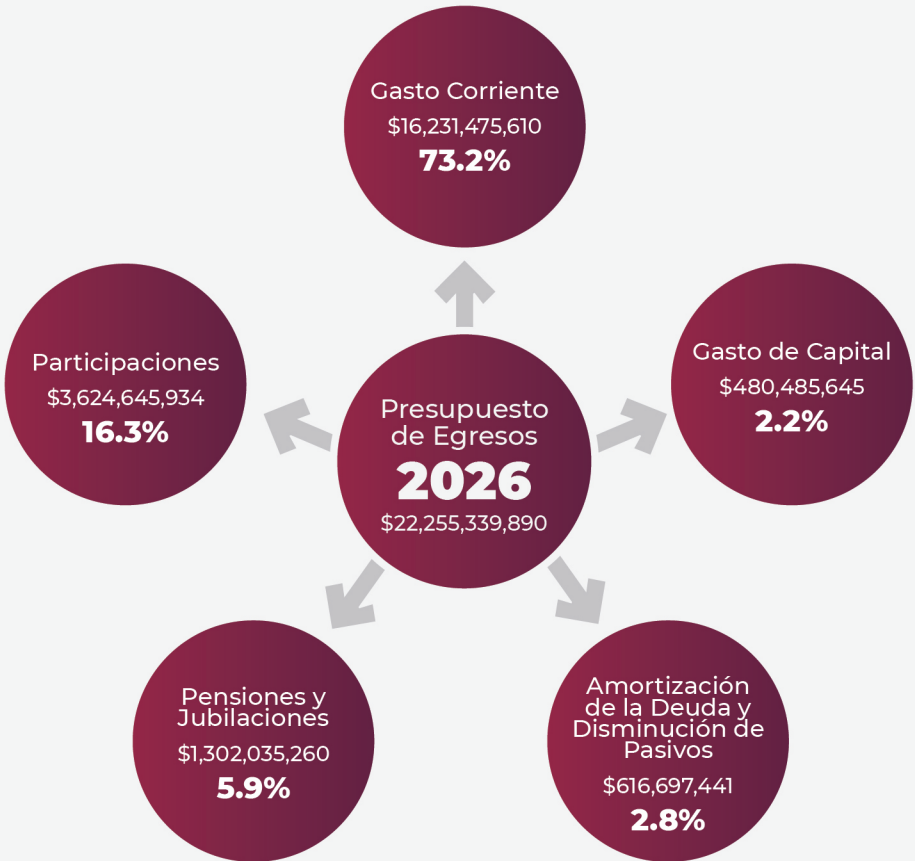 Gasto Corriente
$16,231,475,610
73.2%
Participaciones
$3,624,645,934
16.3%
Gasto de Capital
$480,485,645
2.2%
Presupuesto
de Egresos
2026
$22,255,339,890
Pensiones y
Jubilaciones
$1,302,035,260
5.9%
Amortización
de la Deuda y
Disminución de
Pasivos
$616,697,441
2.8%